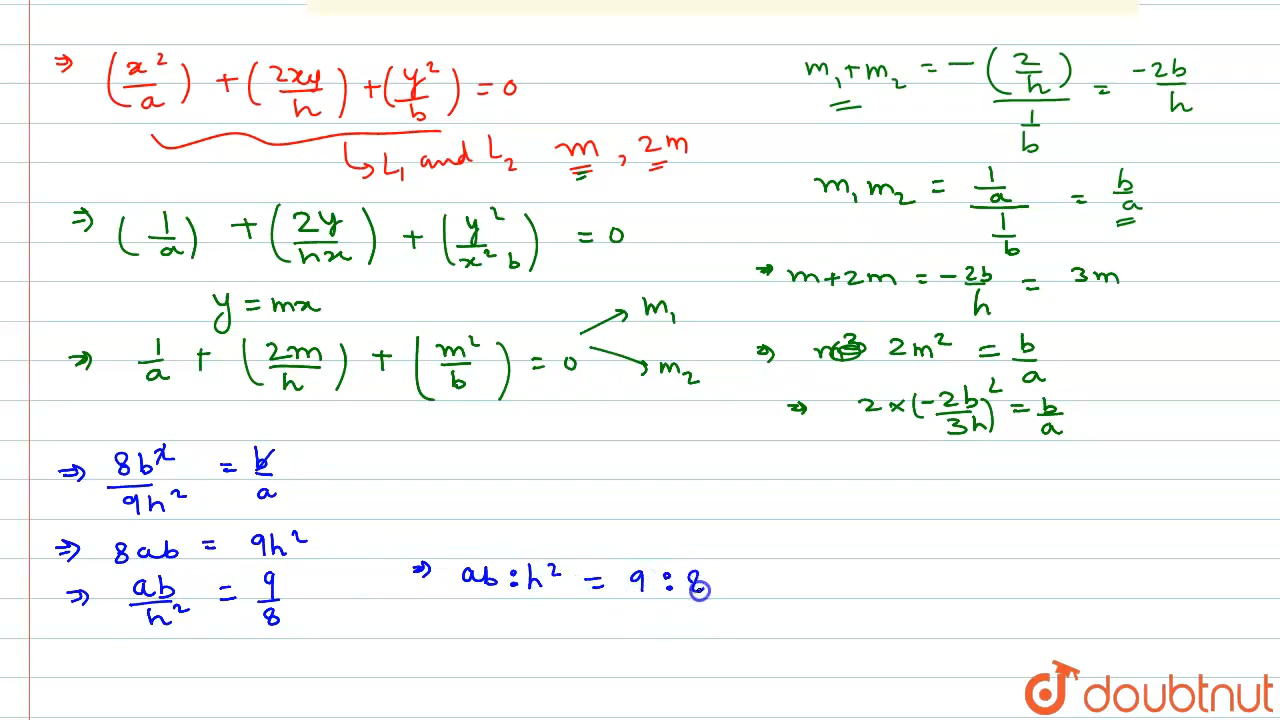 ⇒ (x²/a) + (2xy/h) + (y²/b) = 0
↳ L₁ and L₂ m, 2m
⇒ (1/a) + (2y/hx) + (y²/x²b) = 0
y = mx
⇒ 1/a + (2m/h) + (m²/b) = 0 → m₁
→ m₂
m₁ + m₂ = -(2/h)/(1/b) = -2b/h
m₁m₂ = (1/a)/(1/b) = b/a
⇒ m + 2m = -2b/h = 3m
⇒ 2m² = b/a
⇒ 2 × (-2b/3h)² = b/a
⇒ 8b²/9h² = b/a
⇒ 8ab = 9h²
⇒ ab/h² = 9/8
⇒ ab : h² = 9 : 8
doubtnut